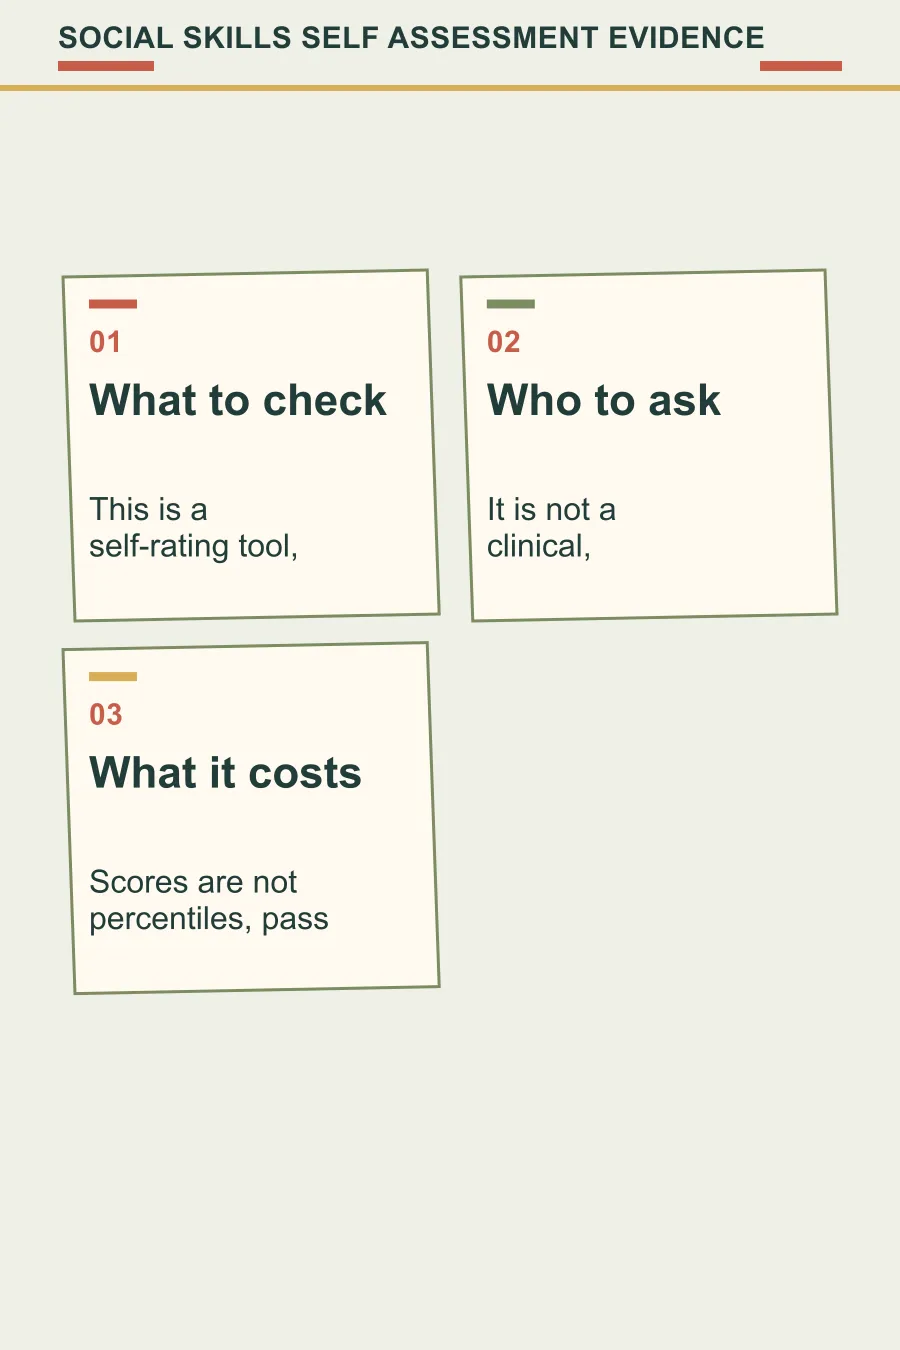 SOCIAL SKILLS SELF ASSESSMENT EVIDENCE
01
What to check
This is a
self-rating tool,
02
Who to ask
It is not a
clinical,
03
What it costs
Scores are not
percentiles, pass